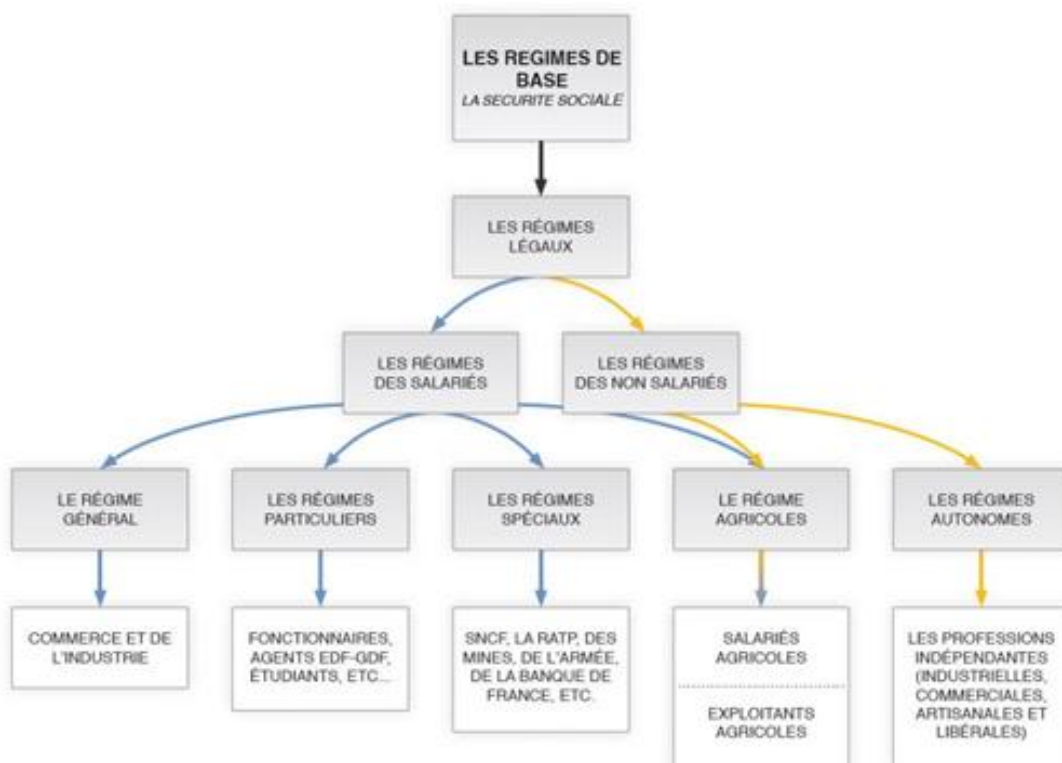 LES REGIMES DE
BASE
LA SECURITE SOCIALE
LES RÉGIMES
LÉGAUX
LES RÉGIMES
DES SALARIÉS
LES RÉGIMES
DES NON SALARIÉS
LE RÉGIME
GÉNÉRAL
LES RÉGIMES
PARTICULIERS
LES RÉGIMES
SPÉCIAUX
LE RÉGIME
AGRICOLES
LES RÉGIMES
AUTONOMES
COMMERCE ET DE
L'INDUSTRIE
FONCTIONNAIRES,
AGENTS EDF-GDF,
ÉTUDIANTS, ETC...
SNCF, LA RATP, DES
MINES, DE L'ARMÉE,
DE LA BANQUE DE
FRANCE, ETC.
SALARIÉS
AGRICOLES
EXPLOITANTS
AGRICOLES
LES PROFESSIONS
INDÉPENDANTES
(INDUSTRIELLES,
COMMERCIALES,
ARTISANALES ET
LIBÉRALES)